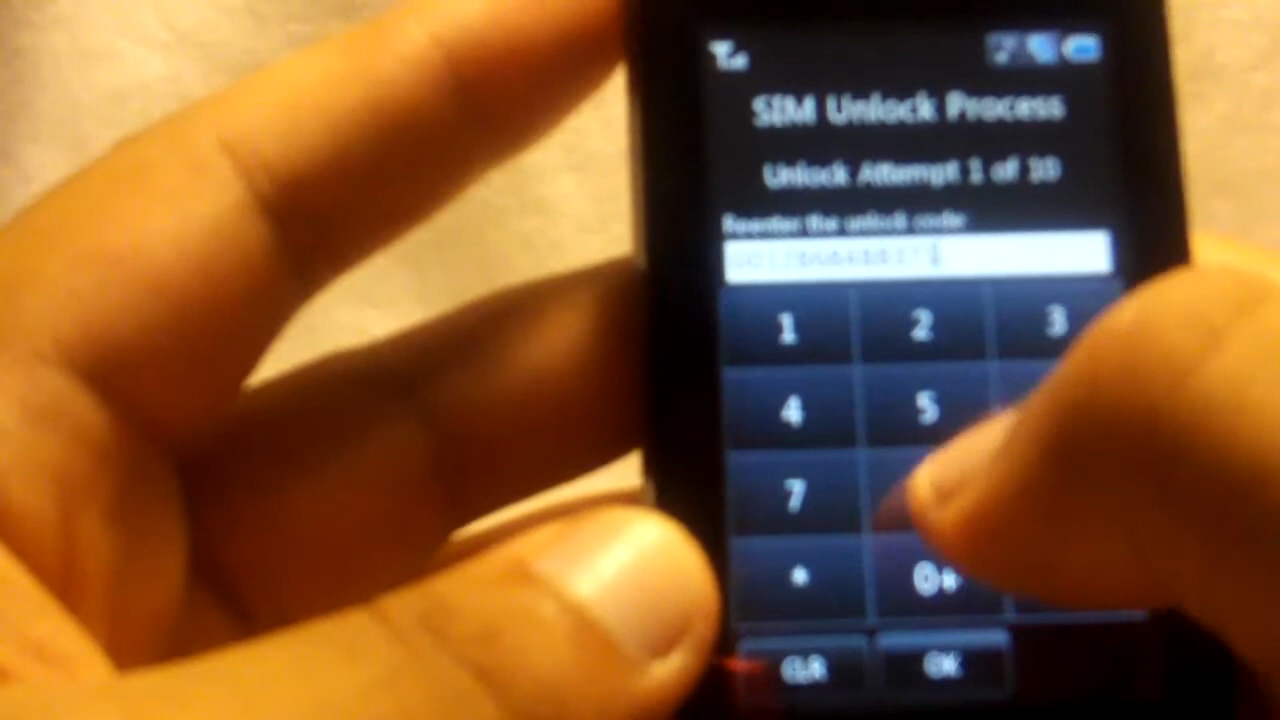 SIM Unlock Process
Unlock Attempt 1 of 10
Reenter the unlock code:
1 2 3
4 5
7
* 0+
CLR OK